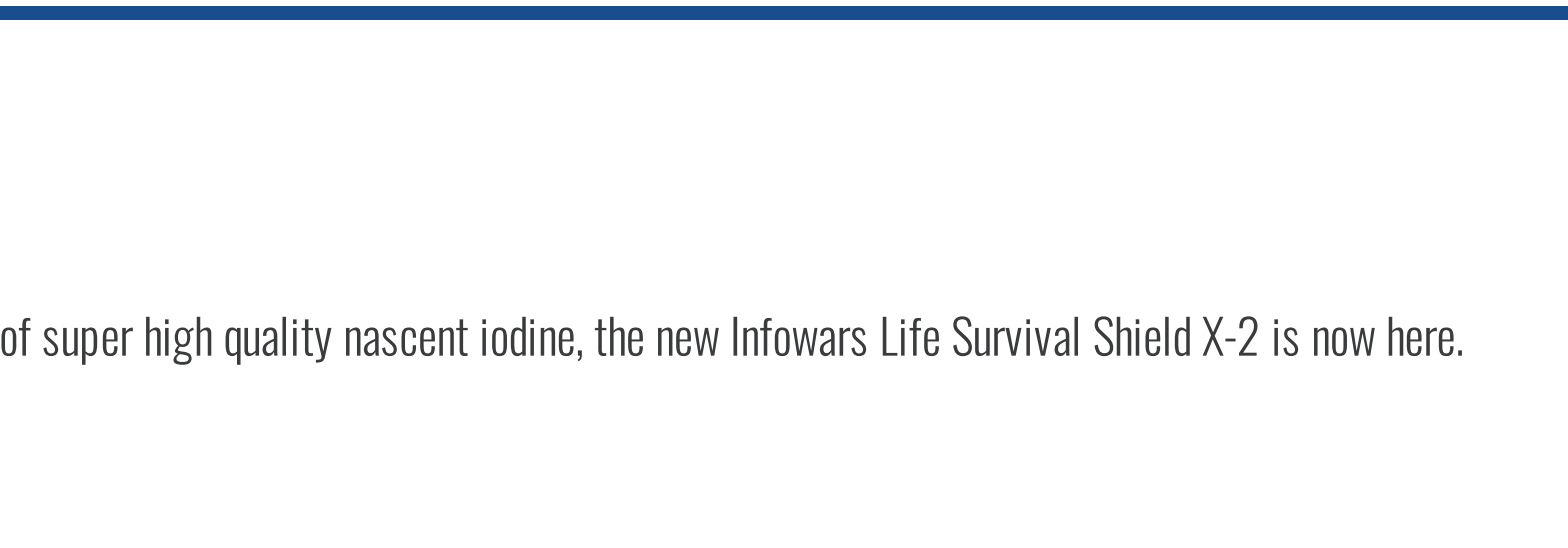 of super high quality nascent iodine, the new Infowars Life Survival Shield X-2 is now here.